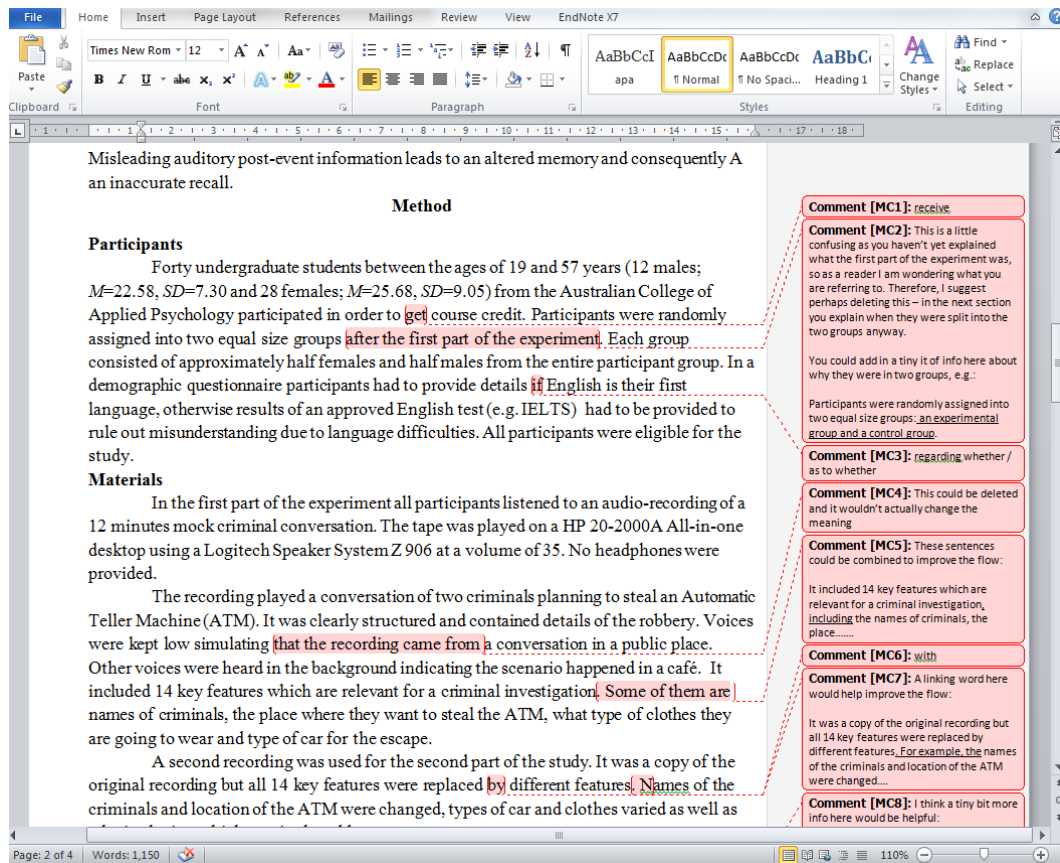 File Home Insert Page Layout References Mailings Review View EndNote X7
Times New Rom 12 Aa
Paste
B I U abe x₂ x² A ab A
AaBbCcI AaBbCcDc AaBbCcDc AaBbC
apa ¶ Normal ¶ No Spaci... Heading 1
Change Styles
Find
Replace
Select
Clipboard Font Paragraph Styles Editing
1 1 2 3 4 5 6 7 8 9 10 11 12 13 14 15 17 18
Misleading auditory post-event information leads to an altered memory and consequently A
an inaccurate recall.
Method
Participants
Forty undergraduate students between the ages of 19 and 57 years (12 males;
M=22.58, SD=7.30 and 28 females; M=25.68, SD=9.05) from the Australian College of
Applied Psychology participated in order to get course credit. Participants were randomly
assigned into two equal size groups after the first part of the experiment. Each group
consisted of approximately half females and half males from the entire participant group. In a
demographic questionnaire participants had to provide details if English is their first
language, otherwise results of an approved English test (e.g. IELTS) had to be provided to
rule out misunderstanding due to language difficulties. All participants were eligible for the
study.
Materials
In the first part of the experiment all participants listened to an audio-recording of a
12 minutes mock criminal conversation. The tape was played on a HP 20-2000A All-in-one
desktop using a Logitech Speaker System Z 906 at a volume of 35. No headphones were
provided.
The recording played a conversation of two criminals planning to steal an Automatic
Teller Machine (ATM). It was clearly structured and contained details of the robbery. Voices
were kept low simulating that the recording came from a conversation in a public place.
Other voices were heard in the background indicating the scenario happened in a café. It
included 14 key features which are relevant for a criminal investigation. Some of them are
names of criminals, the place where they want to steal the ATM, what type of clothes they
are going to wear and type of car for the escape.
A second recording was used for the second part of the study. It was a copy of the
original recording but all 14 key features were replaced by different features. Names of the
criminals and location of the ATM were changed, types of car and clothes varied as well as
Comment [MC1]: receive
Comment [MC2]: This is a little
confusing as you haven't yet explained
what the first part of the experiment was,
so as a reader I am wondering what you
are referring to. Therefore, I suggest
perhaps deleting this – in the next section
you explain when they were split into the
two groups anyway.
You could add in a tiny it of info here about
why they were in two groups, e.g.:
Participants were randomly assigned into
two equal size groups: an experimental
group and a control group.
Comment [MC3]: regarding whether /
as to whether
Comment [MC4]: This could be deleted
and it wouldn't actually change the
meaning
Comment [MC5]: These sentences
could be combined to improve the flow:
It included 14 key features which are
relevant for a criminal investigation,
including the names of criminals, the
place.......
Comment [MC6]: with
Comment [MC7]: A linking word here
would help improve the flow:
It was a copy of the original recording but
all 14 key features were replaced by
different features. For example, the names
of the criminals and location of the ATM
were changed....
Comment [MC8]: I think a tiny bit more
info here would be helpful:
Page: 2 of 4 Words: 1,150 110%